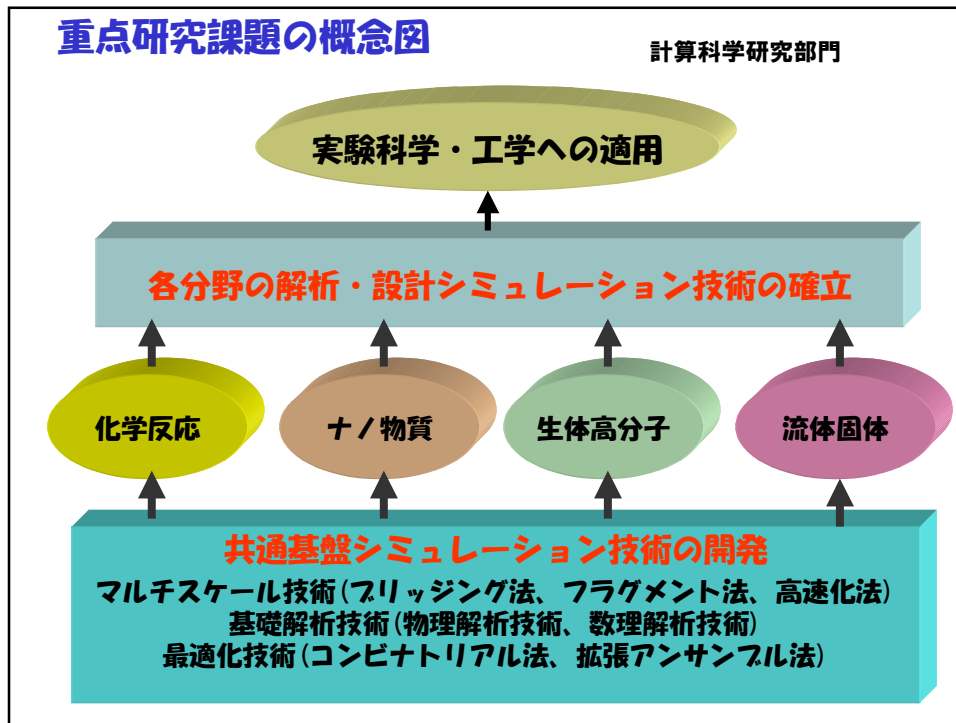 重点研究課題の概念図
計算科学研究部門
実験科学・工学への適用
各分野の解析・設計シミュレーション技術の確立
化学反応
ナノ物質
生体高分子
流体固体
共通基盤シミュレーション技術の開発
マルチスケール技術(ブリッジング法、フラグメント法、高速化法)
基礎解析技術(物理解析技術、数理解析技術)
最適化技術(コンビナトリアル法、拡張アンサンブル法)